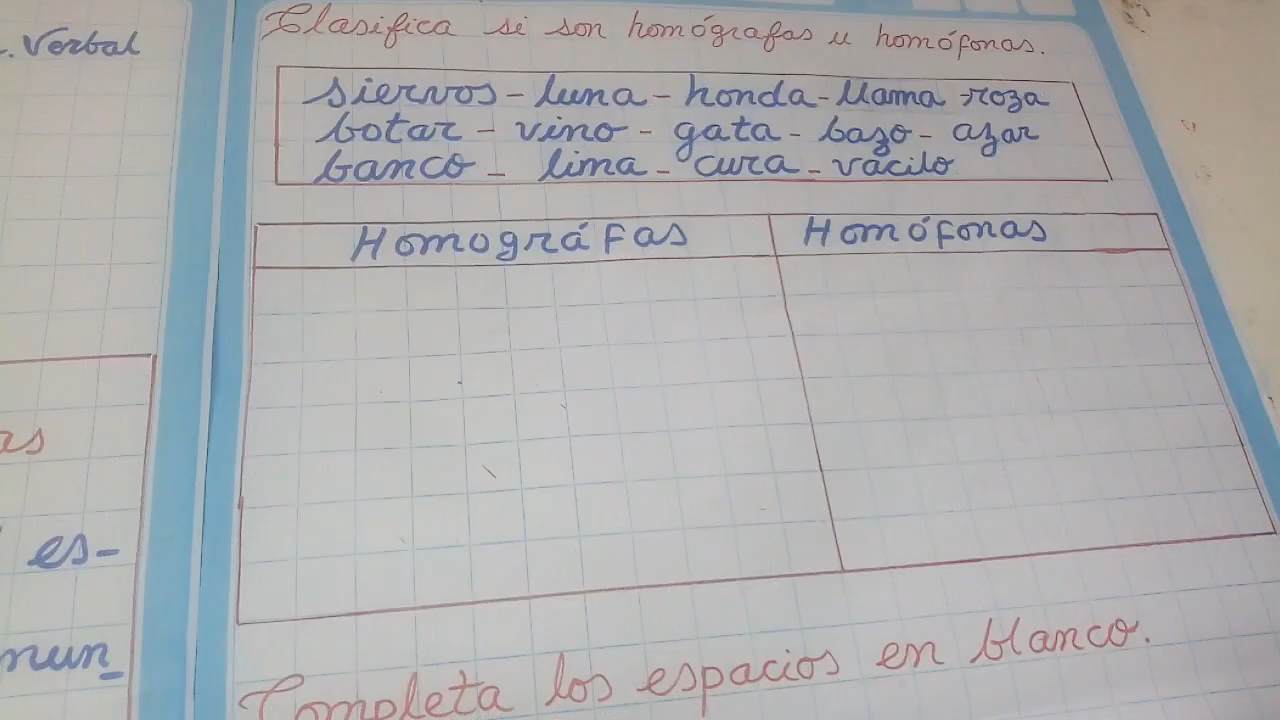 . Verbal
as
es-
nun
Clasifica si son homógrafas u homófonas.
siervos - luna - honda - llama - roza
botar - vino - gata - bazo - azar
banco - lima - cura - vacilo
Homográfas
Homófonas
Completa los espacios en blanco.